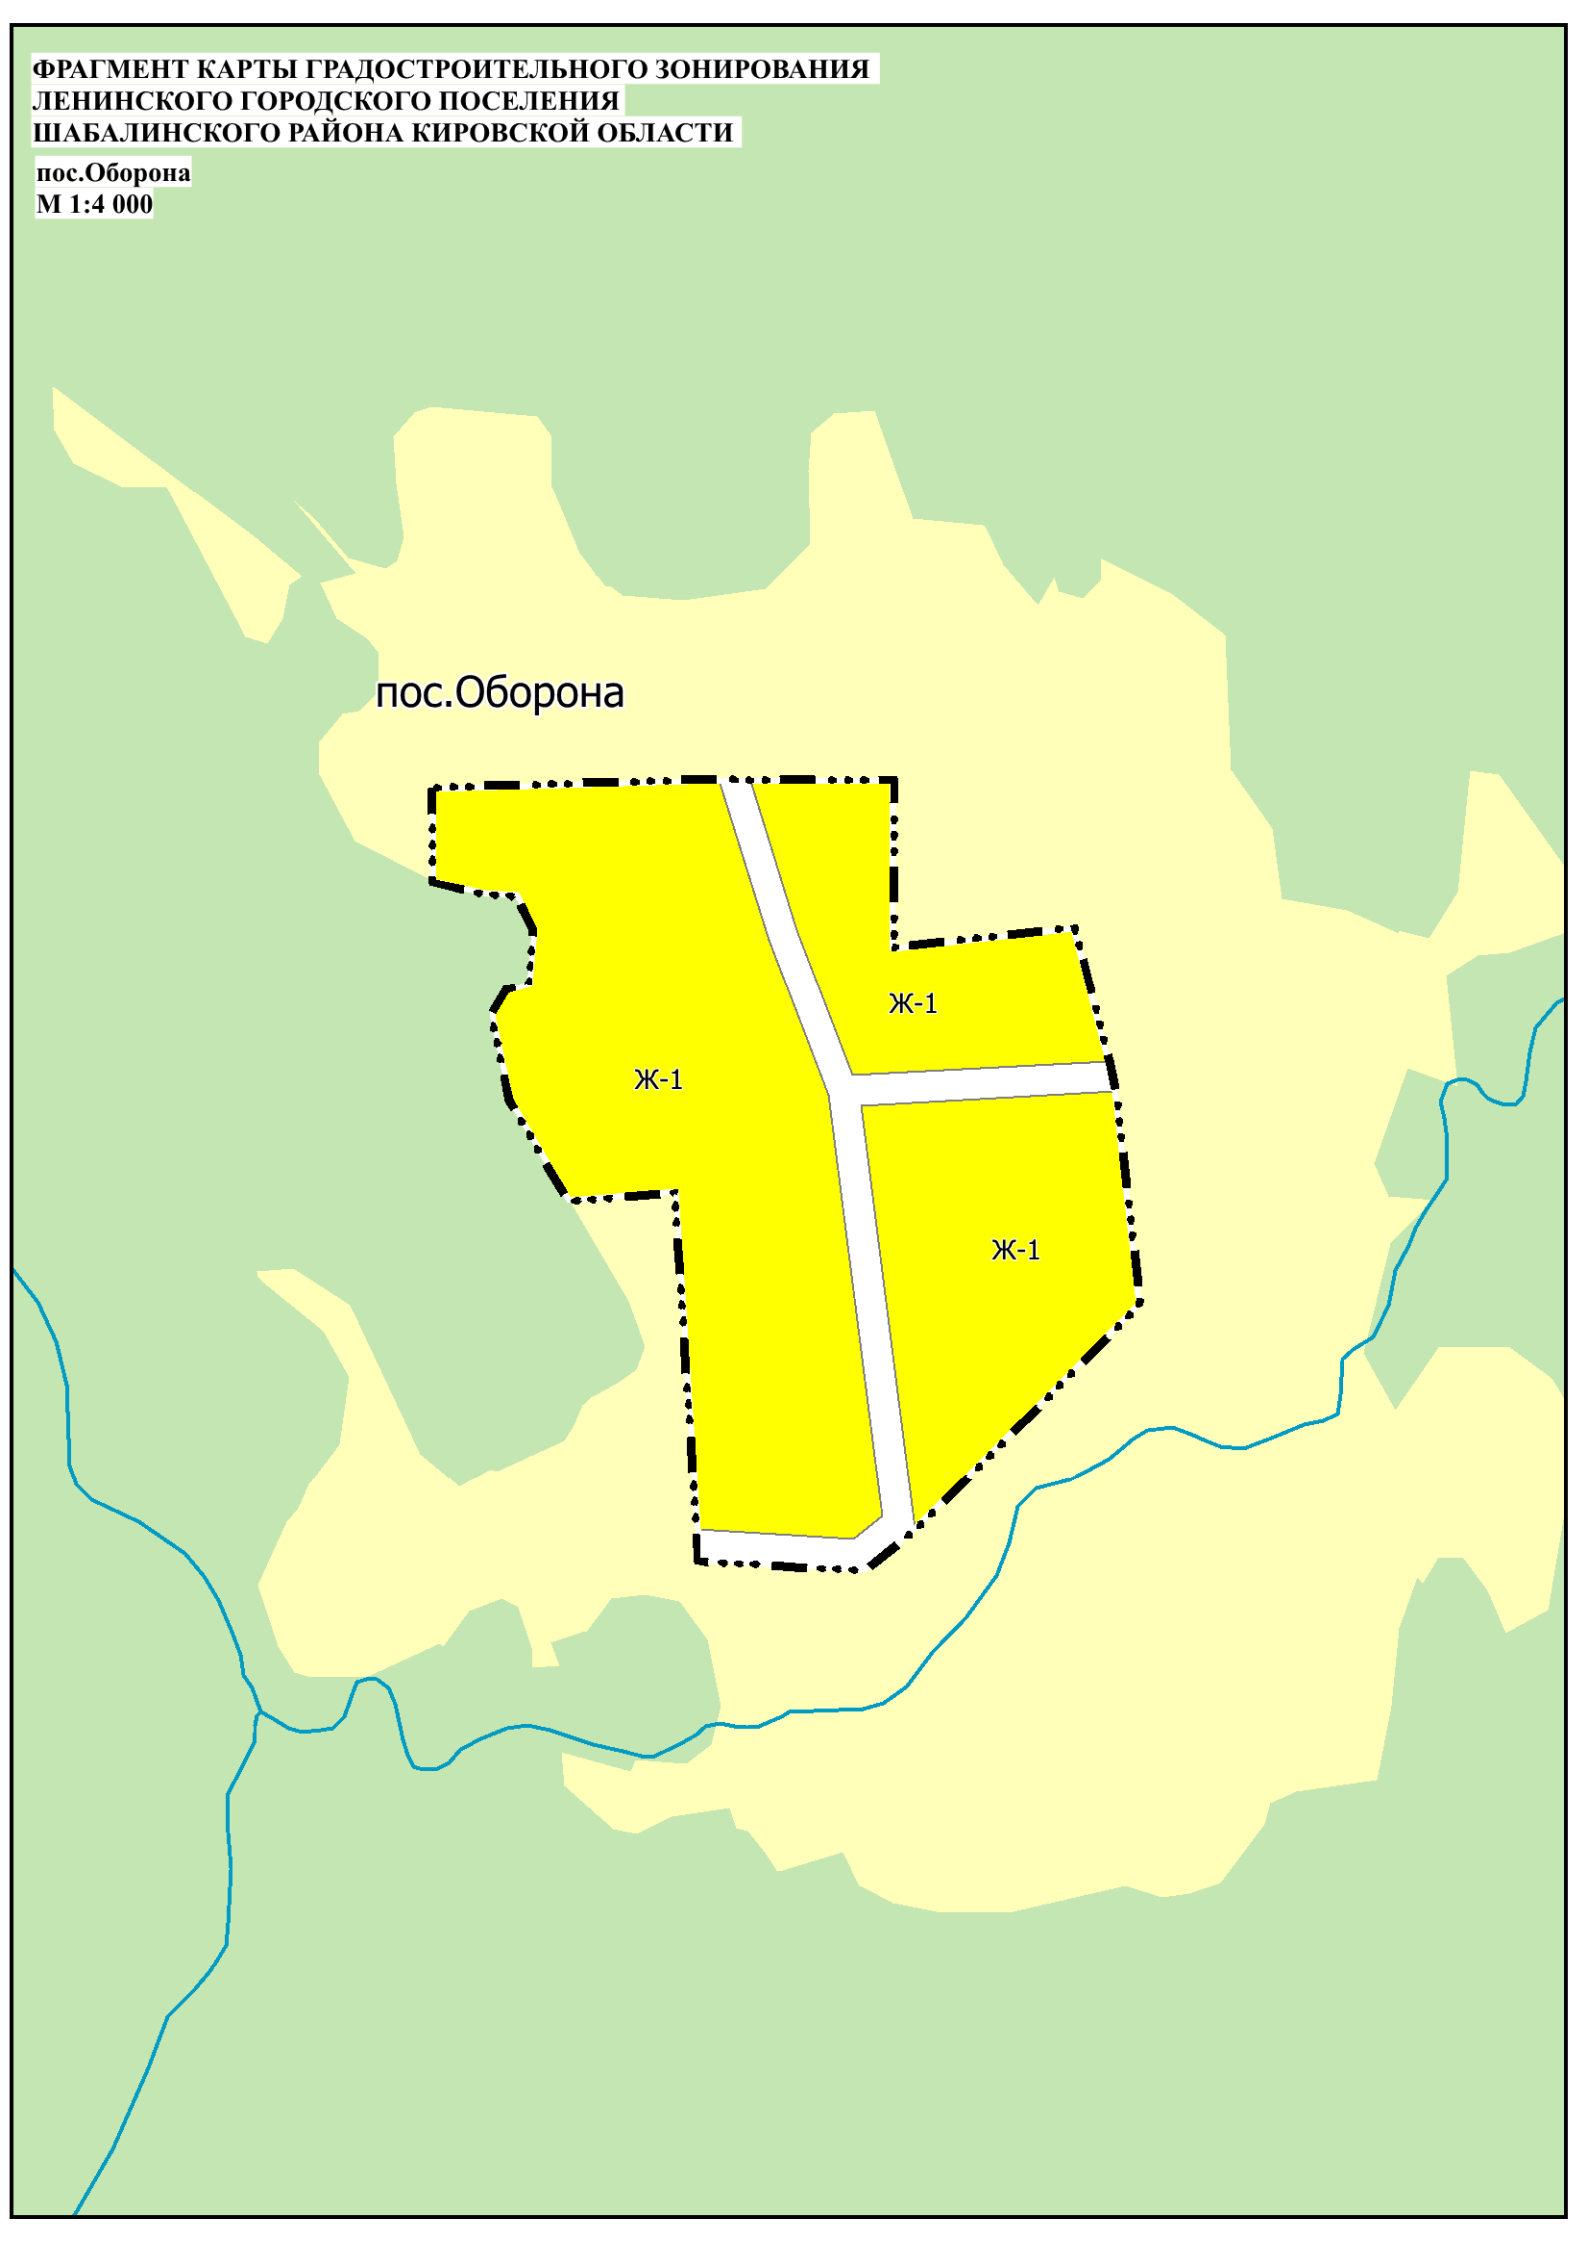 ФРАГМЕНТ КАРТЫ ГРАДОСТРОИТЕЛЬНОГО ЗОНИРОВАНИЯ
ЛЕНИНСКОГО ГОРОДСКОГО ПОСЕЛЕНИЯ
ШАБАЛИНСКОГО РАЙОНА КИРОВСКОЙ ОБЛАСТИ
пос.Оборона
М 1:4 000
пос.Оборона
Ж-1
Ж-1
Ж-1